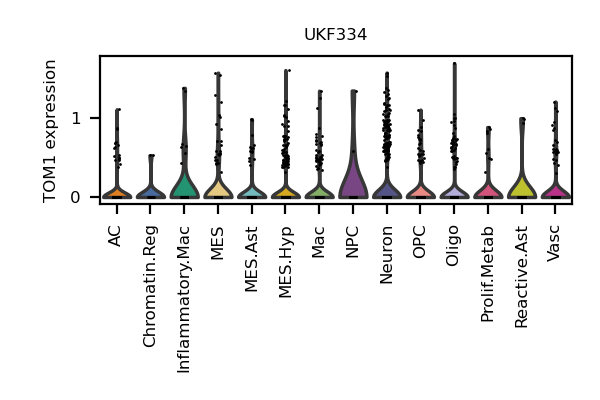 UKF334
TOM1 expression
1
0
AC
Chromatin.Reg
Inflammatory.Mac
MES
MES.Ast
MES.Hyp
Mac
NPC
Neuron
OPC
Oligo
Prolif.Metab
Reactive.Ast
Vasc